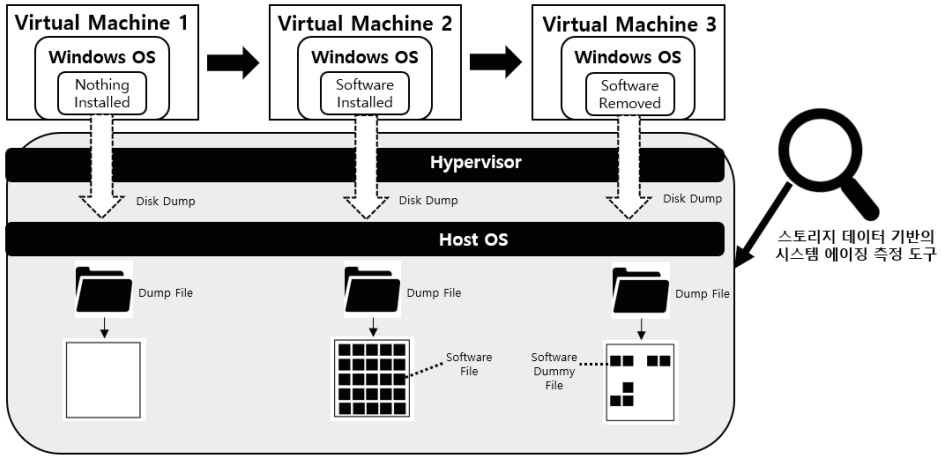 Virtual Machine 1
Windows OS
Nothing
Installed
Virtual Machine 2
Windows OS
Software
Installed
Virtual Machine 3
Windows OS
Software
Removed
Hypervisor
Disk Dump
Disk Dump
Disk Dump
Host OS
스토리지 데이터 기반의
시스템 에이징 측정 도구
Dump File
Dump File
Dump File
Software
File
Software
Dummy
File